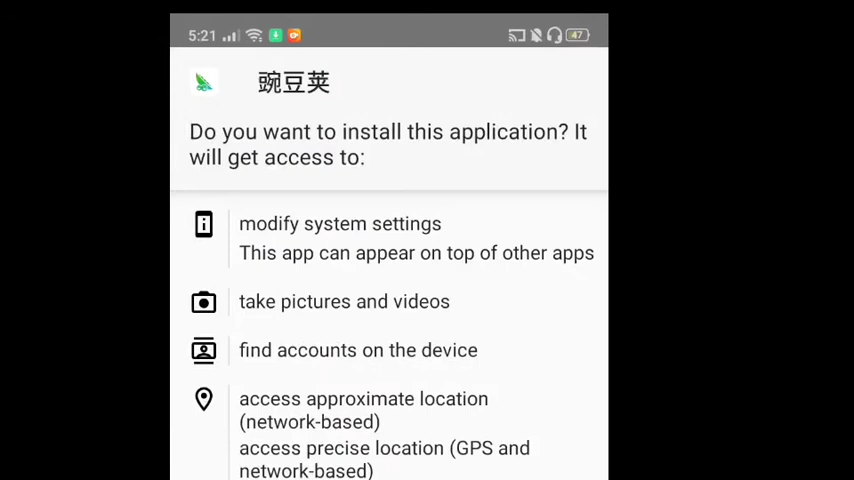 5:21 47
豌豆荚
Do you want to install this application? It
will get access to:
modify system settings
This app can appear on top of other apps
take pictures and videos
find accounts on the device
access approximate location
(network-based)
access precise location (GPS and
network-based)